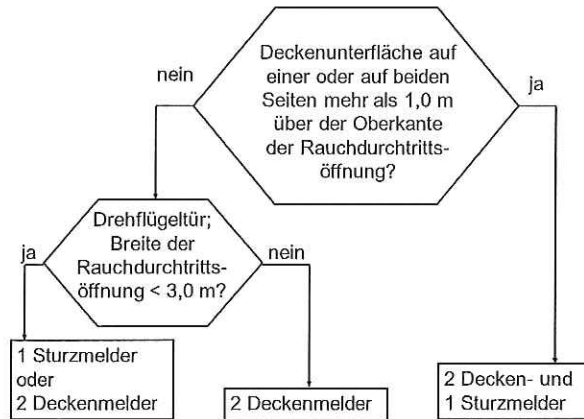 Deckenunterfläche auf
einer oder auf beiden
Seiten mehr als 1,0 m
über der Oberkante
der Rauchdurchtritts-
öffnung?
nein
ja
Drehflügeltür;
Breite der
Rauchdurchtritts-
öffnung < 3,0 m?
ja
nein
1 Sturzmelder
oder
2 Deckenmelder
2 Deckenmelder
2 Decken- und
1 Sturzmelder